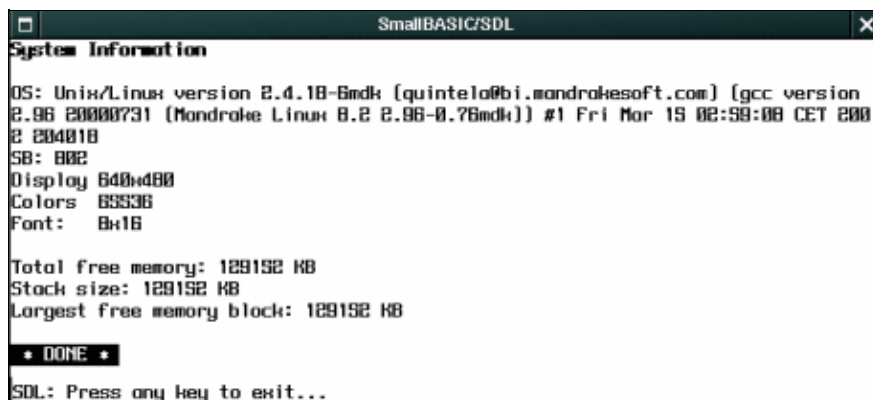 SmallBASIC/SDL
System Information
OS: Unix/Linux version 2.4.18-6mdk (quintela@bi.mandrakesoft.com) (gcc version
2.96 20000731 (Mandrake Linux 8.2 2.96-0.76mdk)) #1 Fri Mar 15 02:59:08 CET 200
2 204018
SB: 802
Display 640x480
Colors 65536
Font: 8x16
Total free memory: 129152 KB
Stack size: 129152 KB
Largest free memory block: 129152 KB
* DONE *
SDL: Press any key to exit...